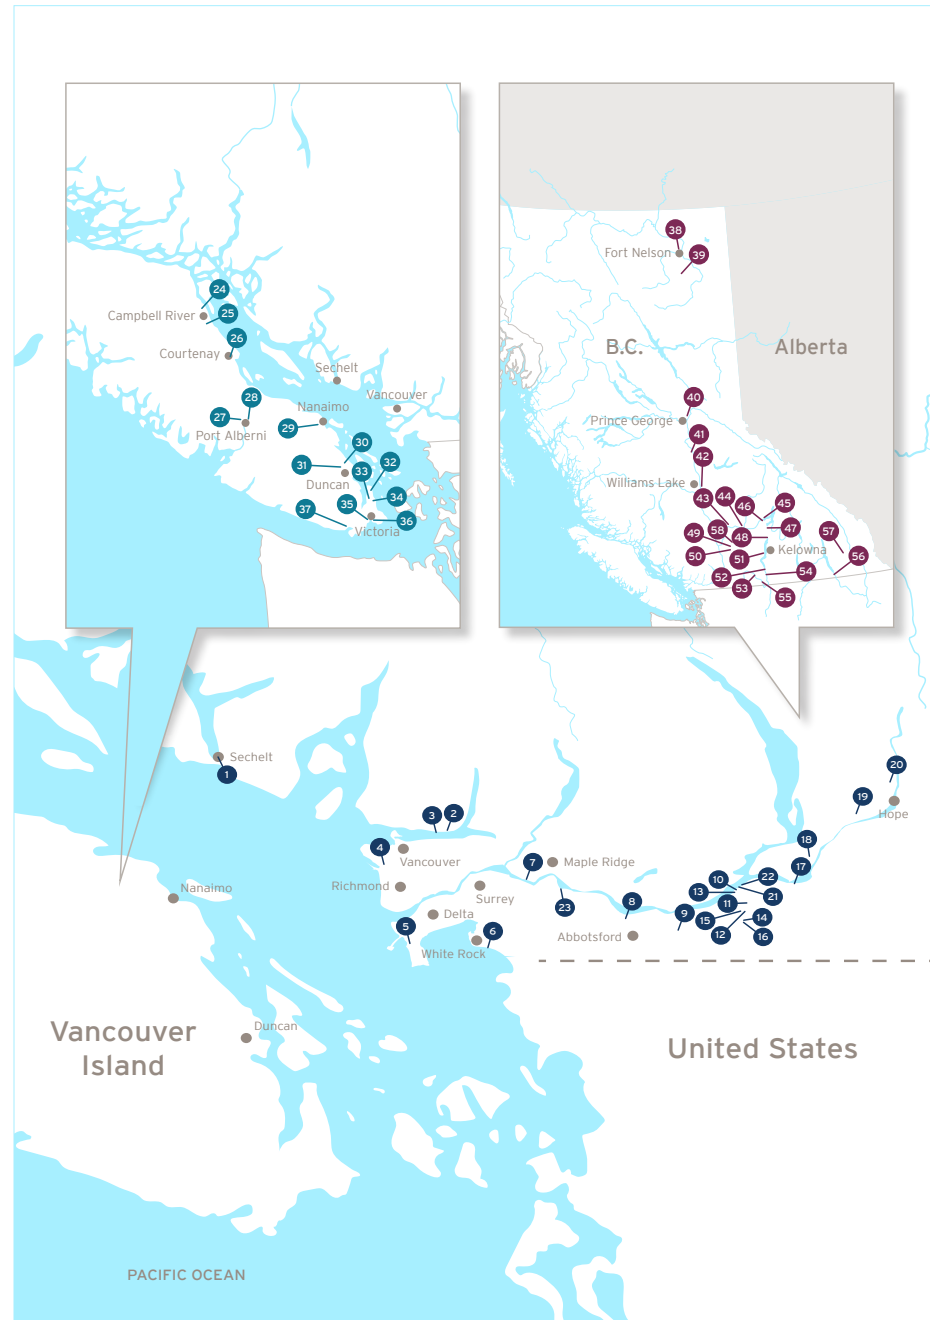 24
Campbell River
25
26
Courtenay
Sechelt
28
Vancouver
27
Nanaimo
Port Alberni
29
30
31
33
32
Duncan
35
34
37
36
Victoria
38
Fort Nelson
39
B.C.
Alberta
40
Prince George
41
42
Williams Lake
43
44
46
45
49
58
48
47
57
50
51
Kelowna
56
52
54
53
55
Sechelt
1
20
19
Hope
3
2
4
Vancouver
18
7
Maple Ridge
17
Richmond
Nanaimo
Surrey
10
22
13
21
23
8
11
Delta
9
15
14
5
6
12
16
White Rock
Abbotsford
Duncan
Vancouver
Island
United States
PACIFIC OCEAN